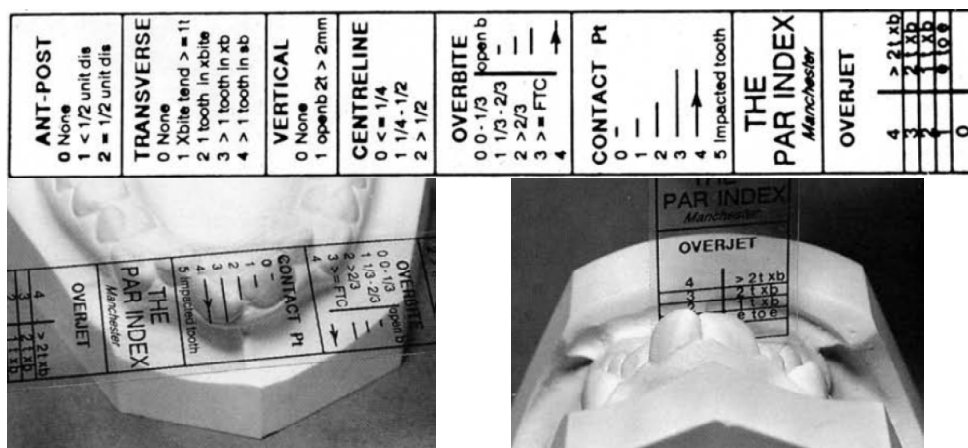 ANT-POST
0 None
1 < 1/2 unit dis
2 = 1/2 unit dis
TRANSVERSE
0 None
1 Xbite tend > = 1t
2 1 tooth in xbite
3 > 1 tooth in xb
4 > 1 tooth in sb
VERTICAL
0 None
1 openb 2t > 2mm
CENTRELINE
0 < = 1/4
1 1/4 - 1/2
2 > 1/2
OVERBITE
0 0 - 1/3 open b
1 1/3 - 2/3
2 > 2/3
3 > = FTC
4
CONTACT Pt
0
1
2
3
4
5 Impacted tooth
THE
PAR INDEX
Manchester
OVERJET
4 > 2t xb
3 2t xb
2 1t xb
1 e to e
0
OVERBITE
0 0 - 1/3 open b
1 1/3 - 2/3
2 > 2/3
3 > = FTC
4
CONTACT Pt
0
1
2
3
4
5 Impacted tooth
THE
PAR INDEX
Manchester
OVERJET
4 > 2t xb
3 2t xb
1t xb
THE
PAR INDEX
Manchester
OVERJET
4 > 2t xb
3 2t xb
1t xb
e to e